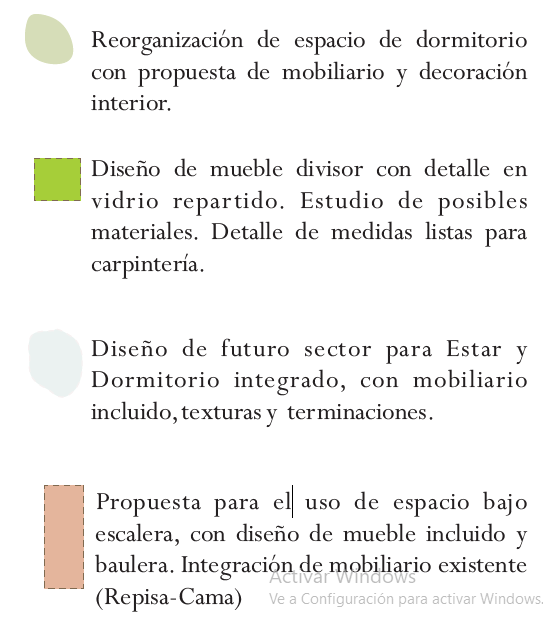 Reorganización de espacio de dormitorio
con propuesta de mobiliario y decoración
interior.
Diseño de mueble divisor con detalle en
vidrio repartido. Estudio de posibles
materiales. Detalle de medidas listas para
carpintería.
Diseño de futuro sector para Estar y
Dormitorio integrado, con mobiliario
incluido, texturas y terminaciones.
Propuesta para el uso de espacio bajo
escalera, con diseño de mueble incluido y
baulera. Integración de mobiliario existente
(Repisa-Cama)
Activar Windows
Ve a Configuración para activar Windows.